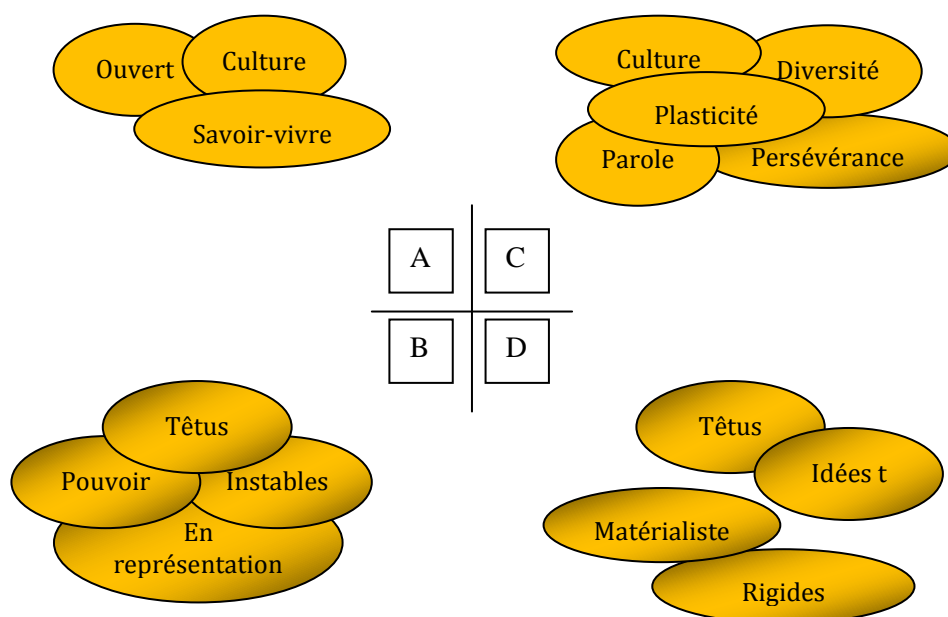 Ouvert
Culture
Savoir-vivre
Culture
Diversité
Plasticité
Parole
Persévérance
A
C
B
D
Têtus
Pouvoir
Instables
En
représentation
Têtus
Idées t
Matérialiste
Rigides